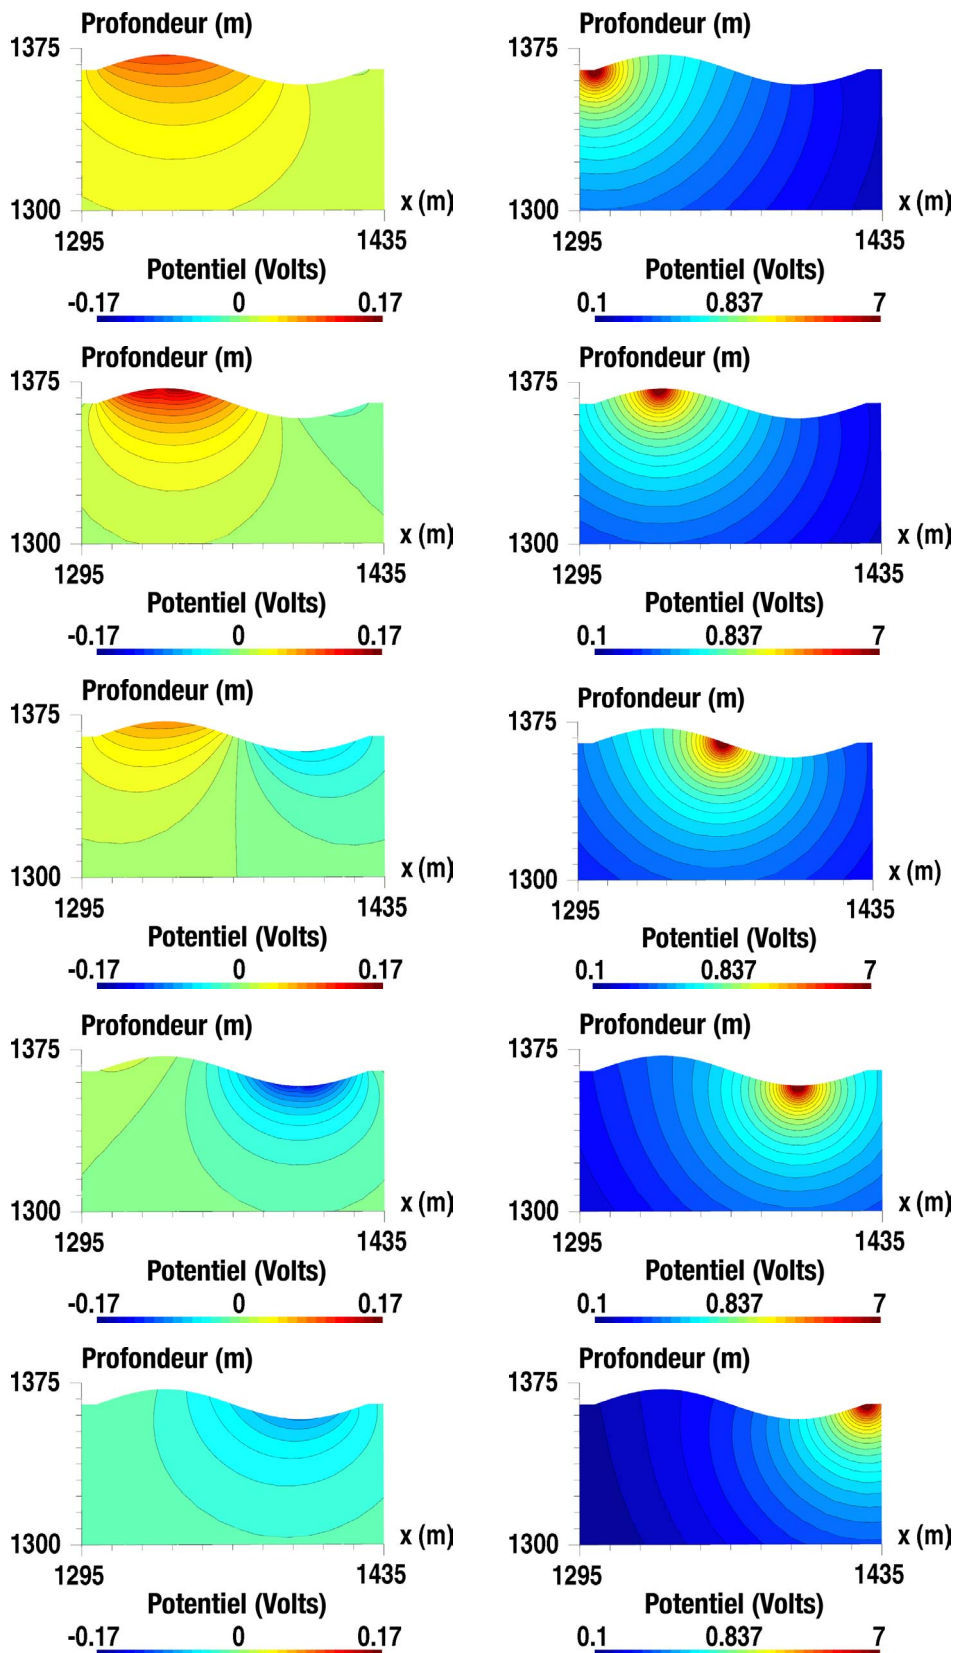 Profondeur (m) Profondeur (m)
1375 1375
1300 x (m) 1300 x (m)
1295 1435 1295 1435
Potentiel (Volts) Potentiel (Volts)
-0.17 0 0.17 0.1 0.837 7
Profondeur (m) Profondeur (m)
1375 1375
1300 x (m) 1300 x (m)
1295 1435 1295 1435
Potentiel (Volts) Potentiel (Volts)
-0.17 0 0.17 0.1 0.837 7
Profondeur (m) Profondeur (m)
1375 1375
1300 x (m) 1300 x (m)
1295 1435 1295 1435
Potentiel (Volts) Potentiel (Volts)
-0.17 0 0.17 0.1 0.837 7
Profondeur (m) Profondeur (m)
1375 1375
1300 x (m) 1300 x (m)
1295 1435 1295 1435
Potentiel (Volts) Potentiel (Volts)
-0.17 0 0.17 0.1 0.837 7
Profondeur (m) Profondeur (m)
1375 1375
1300 x (m) 1300 x (m)
1295 1435 1295 1435
Potentiel (Volts) Potentiel (Volts)
-0.17 0 0.17 0.1 0.837 7